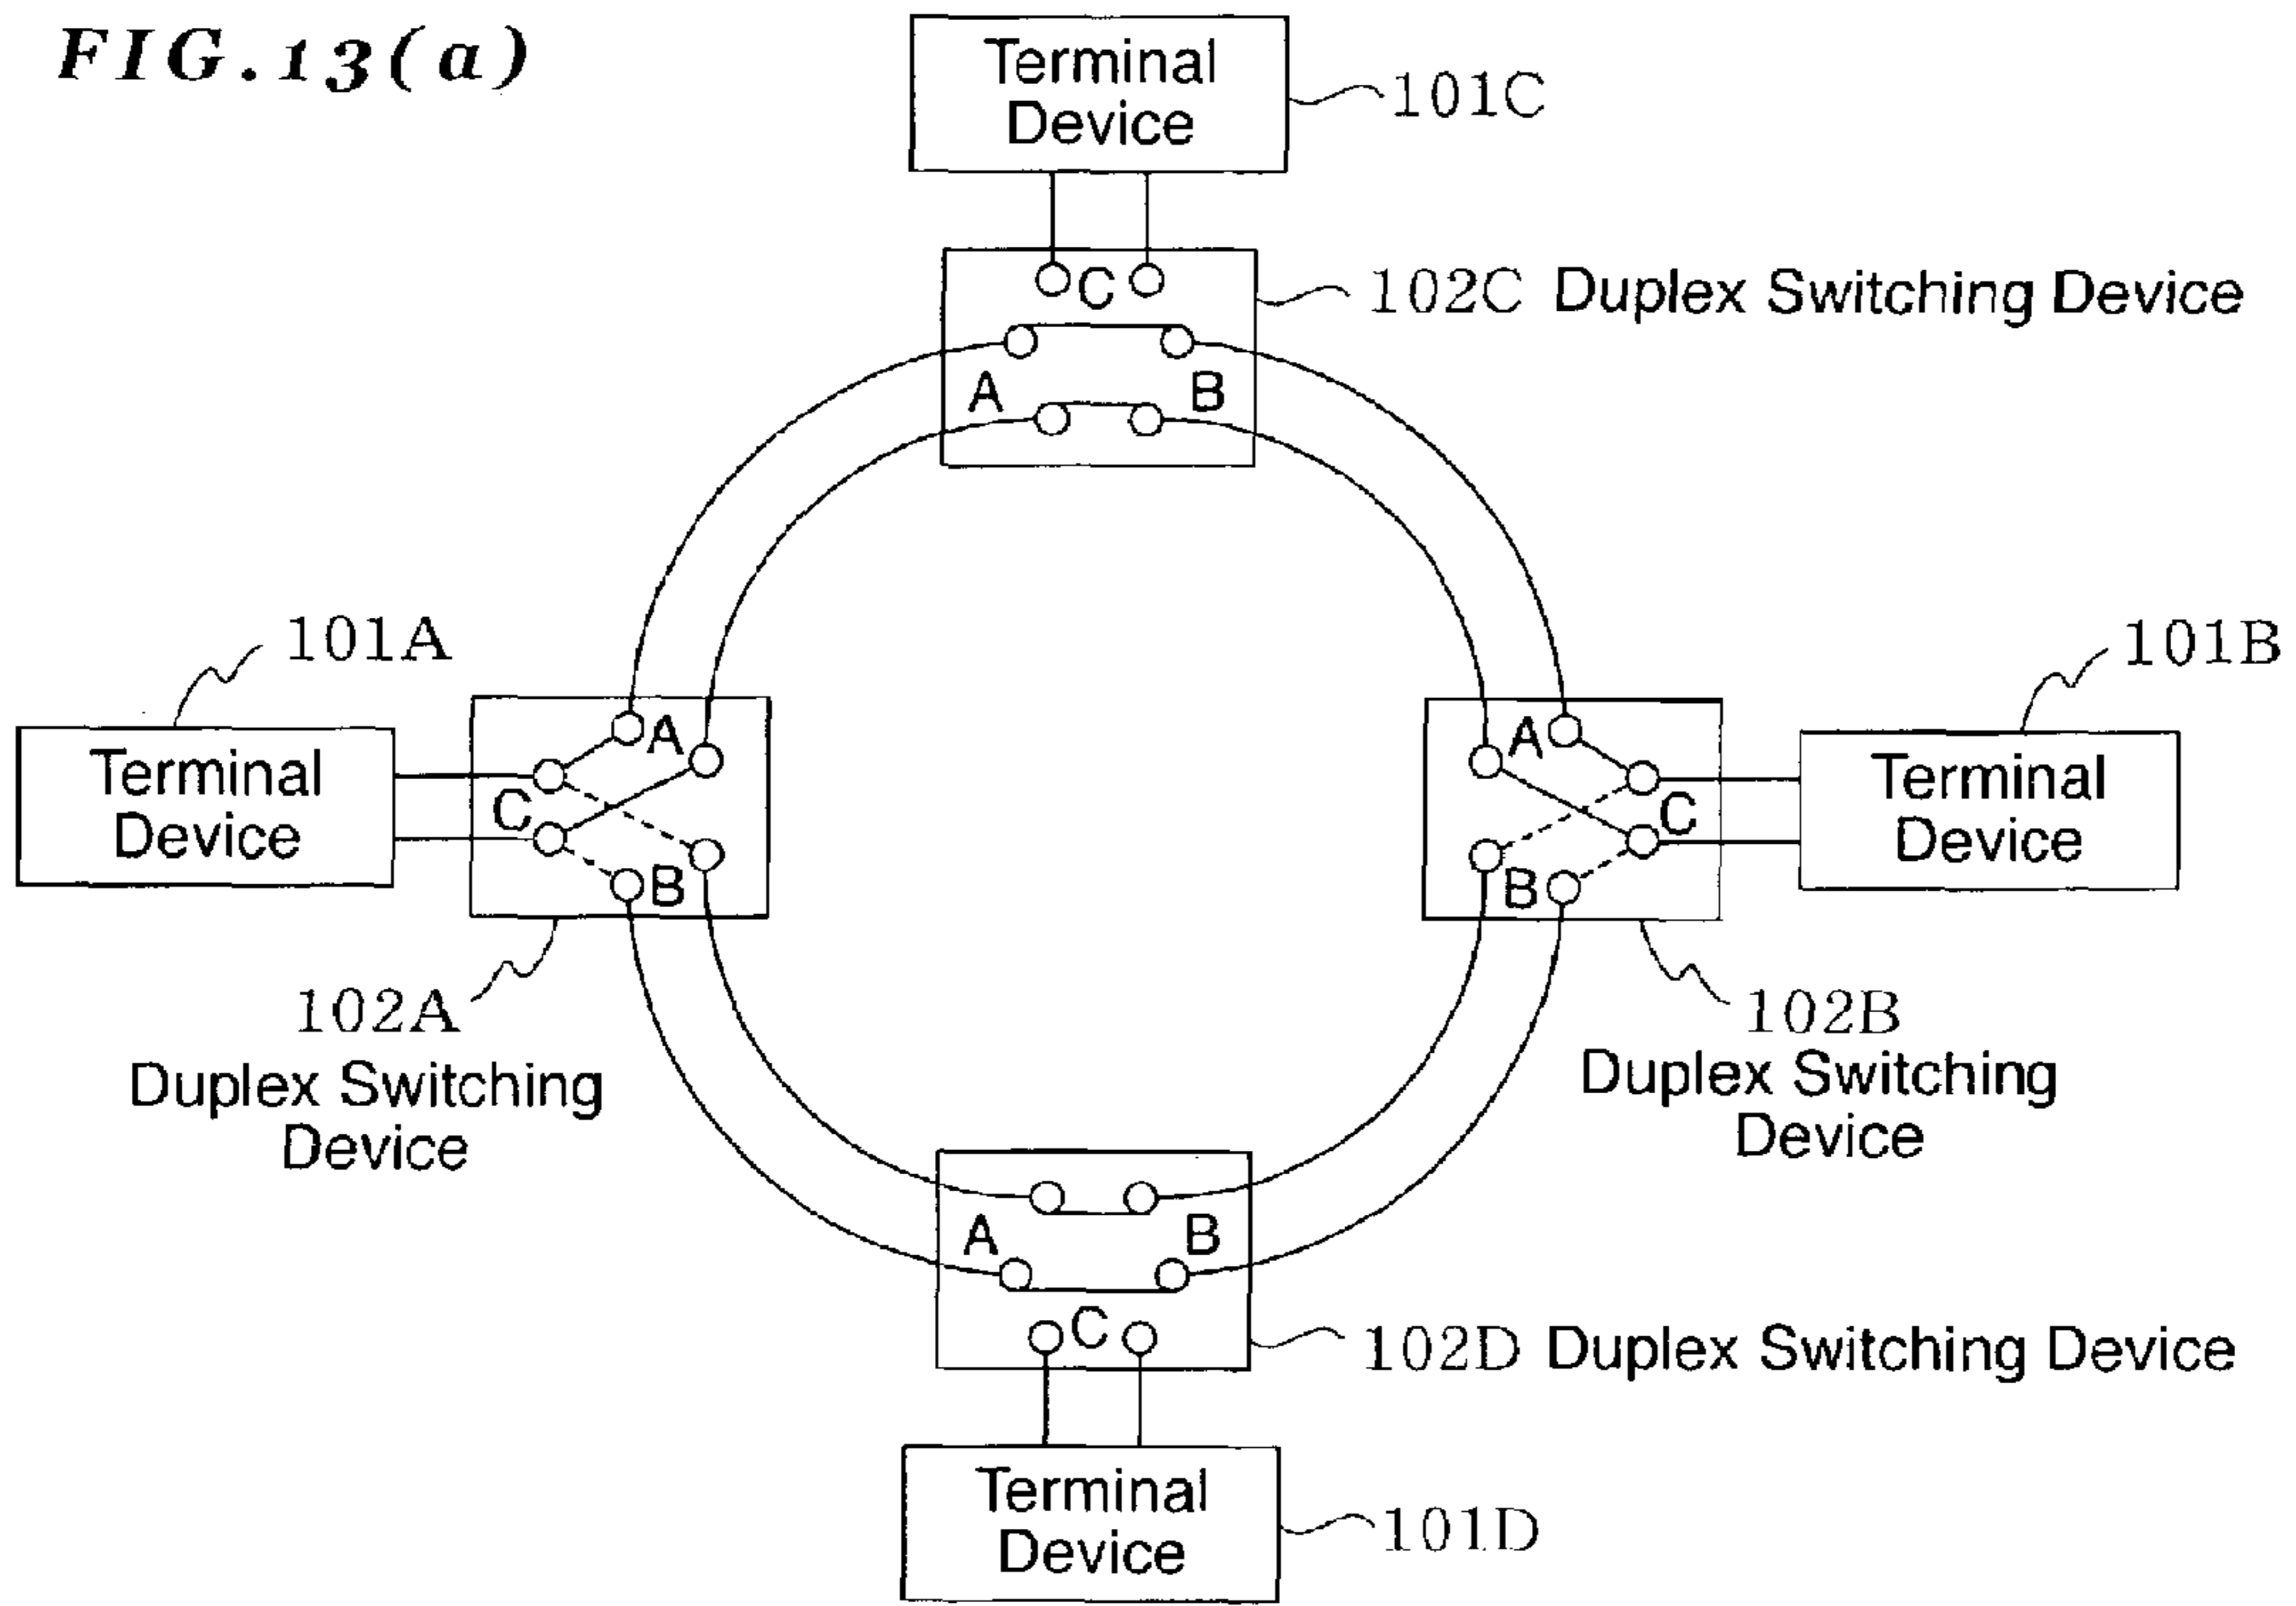 FIG.13(a)
Terminal
Device
101C
C
102C Duplex Switching Device
A
B
101A
101B
Terminal
Device
A
C
B
A
C
B
Terminal
Device
102A
Duplex Switching
Device
102B
Duplex Switching
Device
A
B
C
102D Duplex Switching Device
Terminal
Device
101D